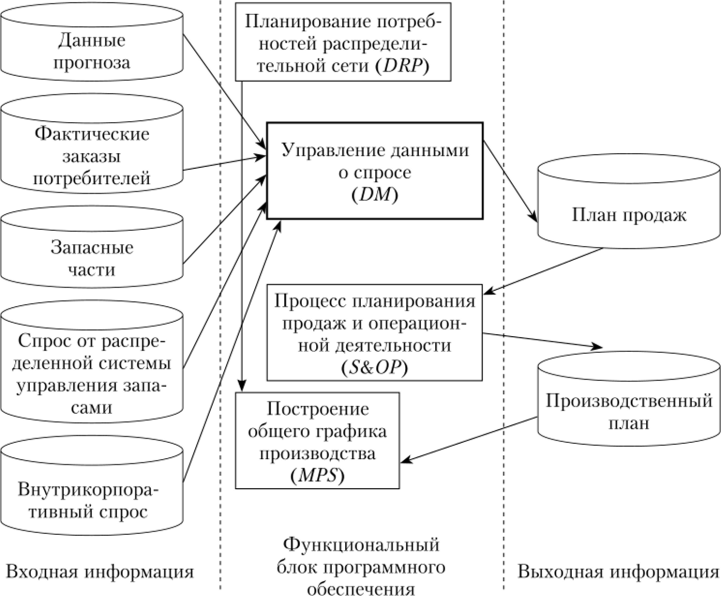 Данные
прогноза
Фактические
заказы
потребителей
Запасные
части
Спрос от распре-
деленной системы
управления запа-
сами
Внутрикорпора-
тивный спрос
Входная информация
Планирование потреб-
ностей распредели-
тельной сети (DRP)
Управление данными
о спросе
(DM)
Процесс планирования
продаж и операцион-
ной деятельности
(S&OP)
Построение
общего графика
производства
(MPS)
Функциональный
блок программного
обеспечения
План продаж
Производственный
план
Выходная информация